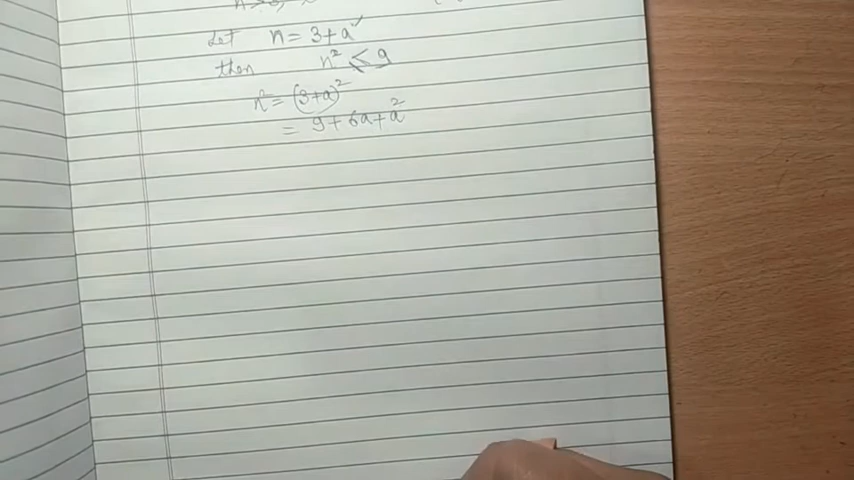 Let n = 3+a
then n² ≤ 9
n² = (3+a)²
= 9 + 6a + a²